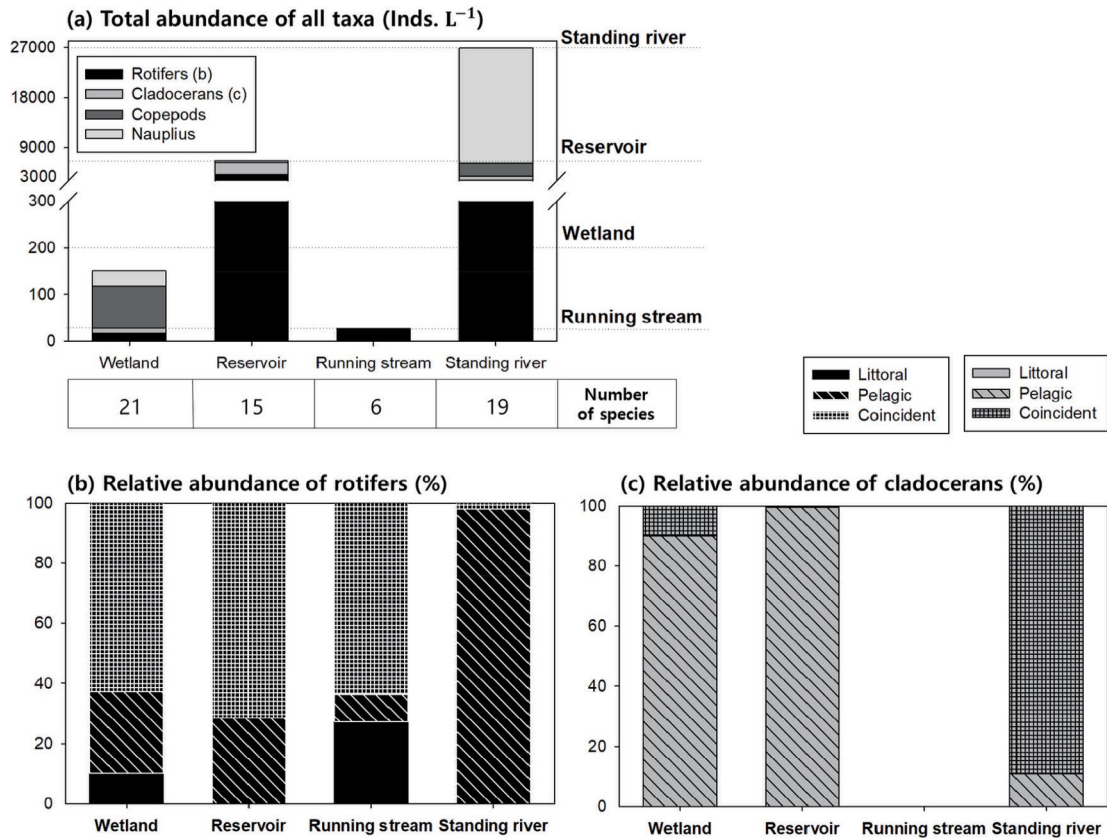 (a) Total abundance of all taxa (Inds. L⁻¹)
27000
18000
9000
3000
300
200
100
0
Rotifers (b)
Cladocerans (c)
Copepods
Nauplius
Standing river
Reservoir
Wetland
Running stream
Wetland Reservoir Running stream Standing river
21 15 6 19 Number
of species
Littoral
Pelagic
Coincident
Littoral
Pelagic
Coincident
(b) Relative abundance of rotifers (%)
100
80
60
40
20
0
Wetland Reservoir Running stream Standing river
(c) Relative abundance of cladocerans (%)
100
80
60
40
20
0
Wetland Reservoir Running stream Standing river